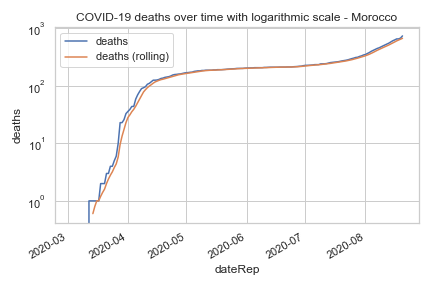 COVID-19 deaths over time with logarithmic scale - Morocco
deaths
deaths (rolling)
10³
10²
10¹
10⁰
deaths
2020-03
2020-04
2020-05
2020-06
2020-07
2020-08
dateRep